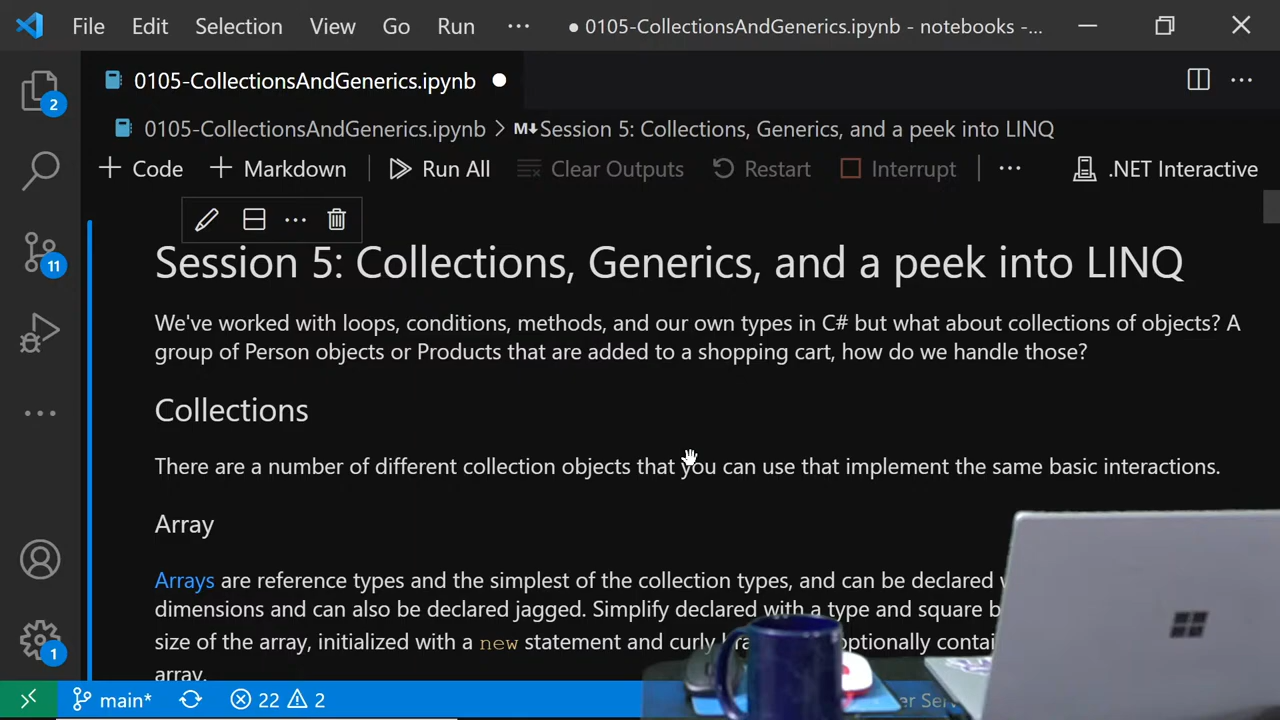 File Edit Selection View Go Run ··· ● 0105-CollectionsAndGenerics.ipynb - notebooks -...
0105-CollectionsAndGenerics.ipynb
0105-CollectionsAndGenerics.ipynb > M↓Session 5: Collections, Generics, and a peek into LINQ
+ Code + Markdown Run All Clear Outputs Restart Interrupt ··· .NET Interactive
Session 5: Collections, Generics, and a peek into LINQ
We've worked with loops, conditions, methods, and our own types in C# but what about collections of objects? A
group of Person objects or Products that are added to a shopping cart, how do we handle those?
Collections
There are a number of different collection objects that you can use that implement the same basic interactions.
Array
Arrays are reference types and the simplest of the collection types, and can be declared
dimensions and can also be declared jagged. Simplify declared with a type and square
size of the array, initialized with a new statement and curly optionally
array.
2
11
1
main* 22 2